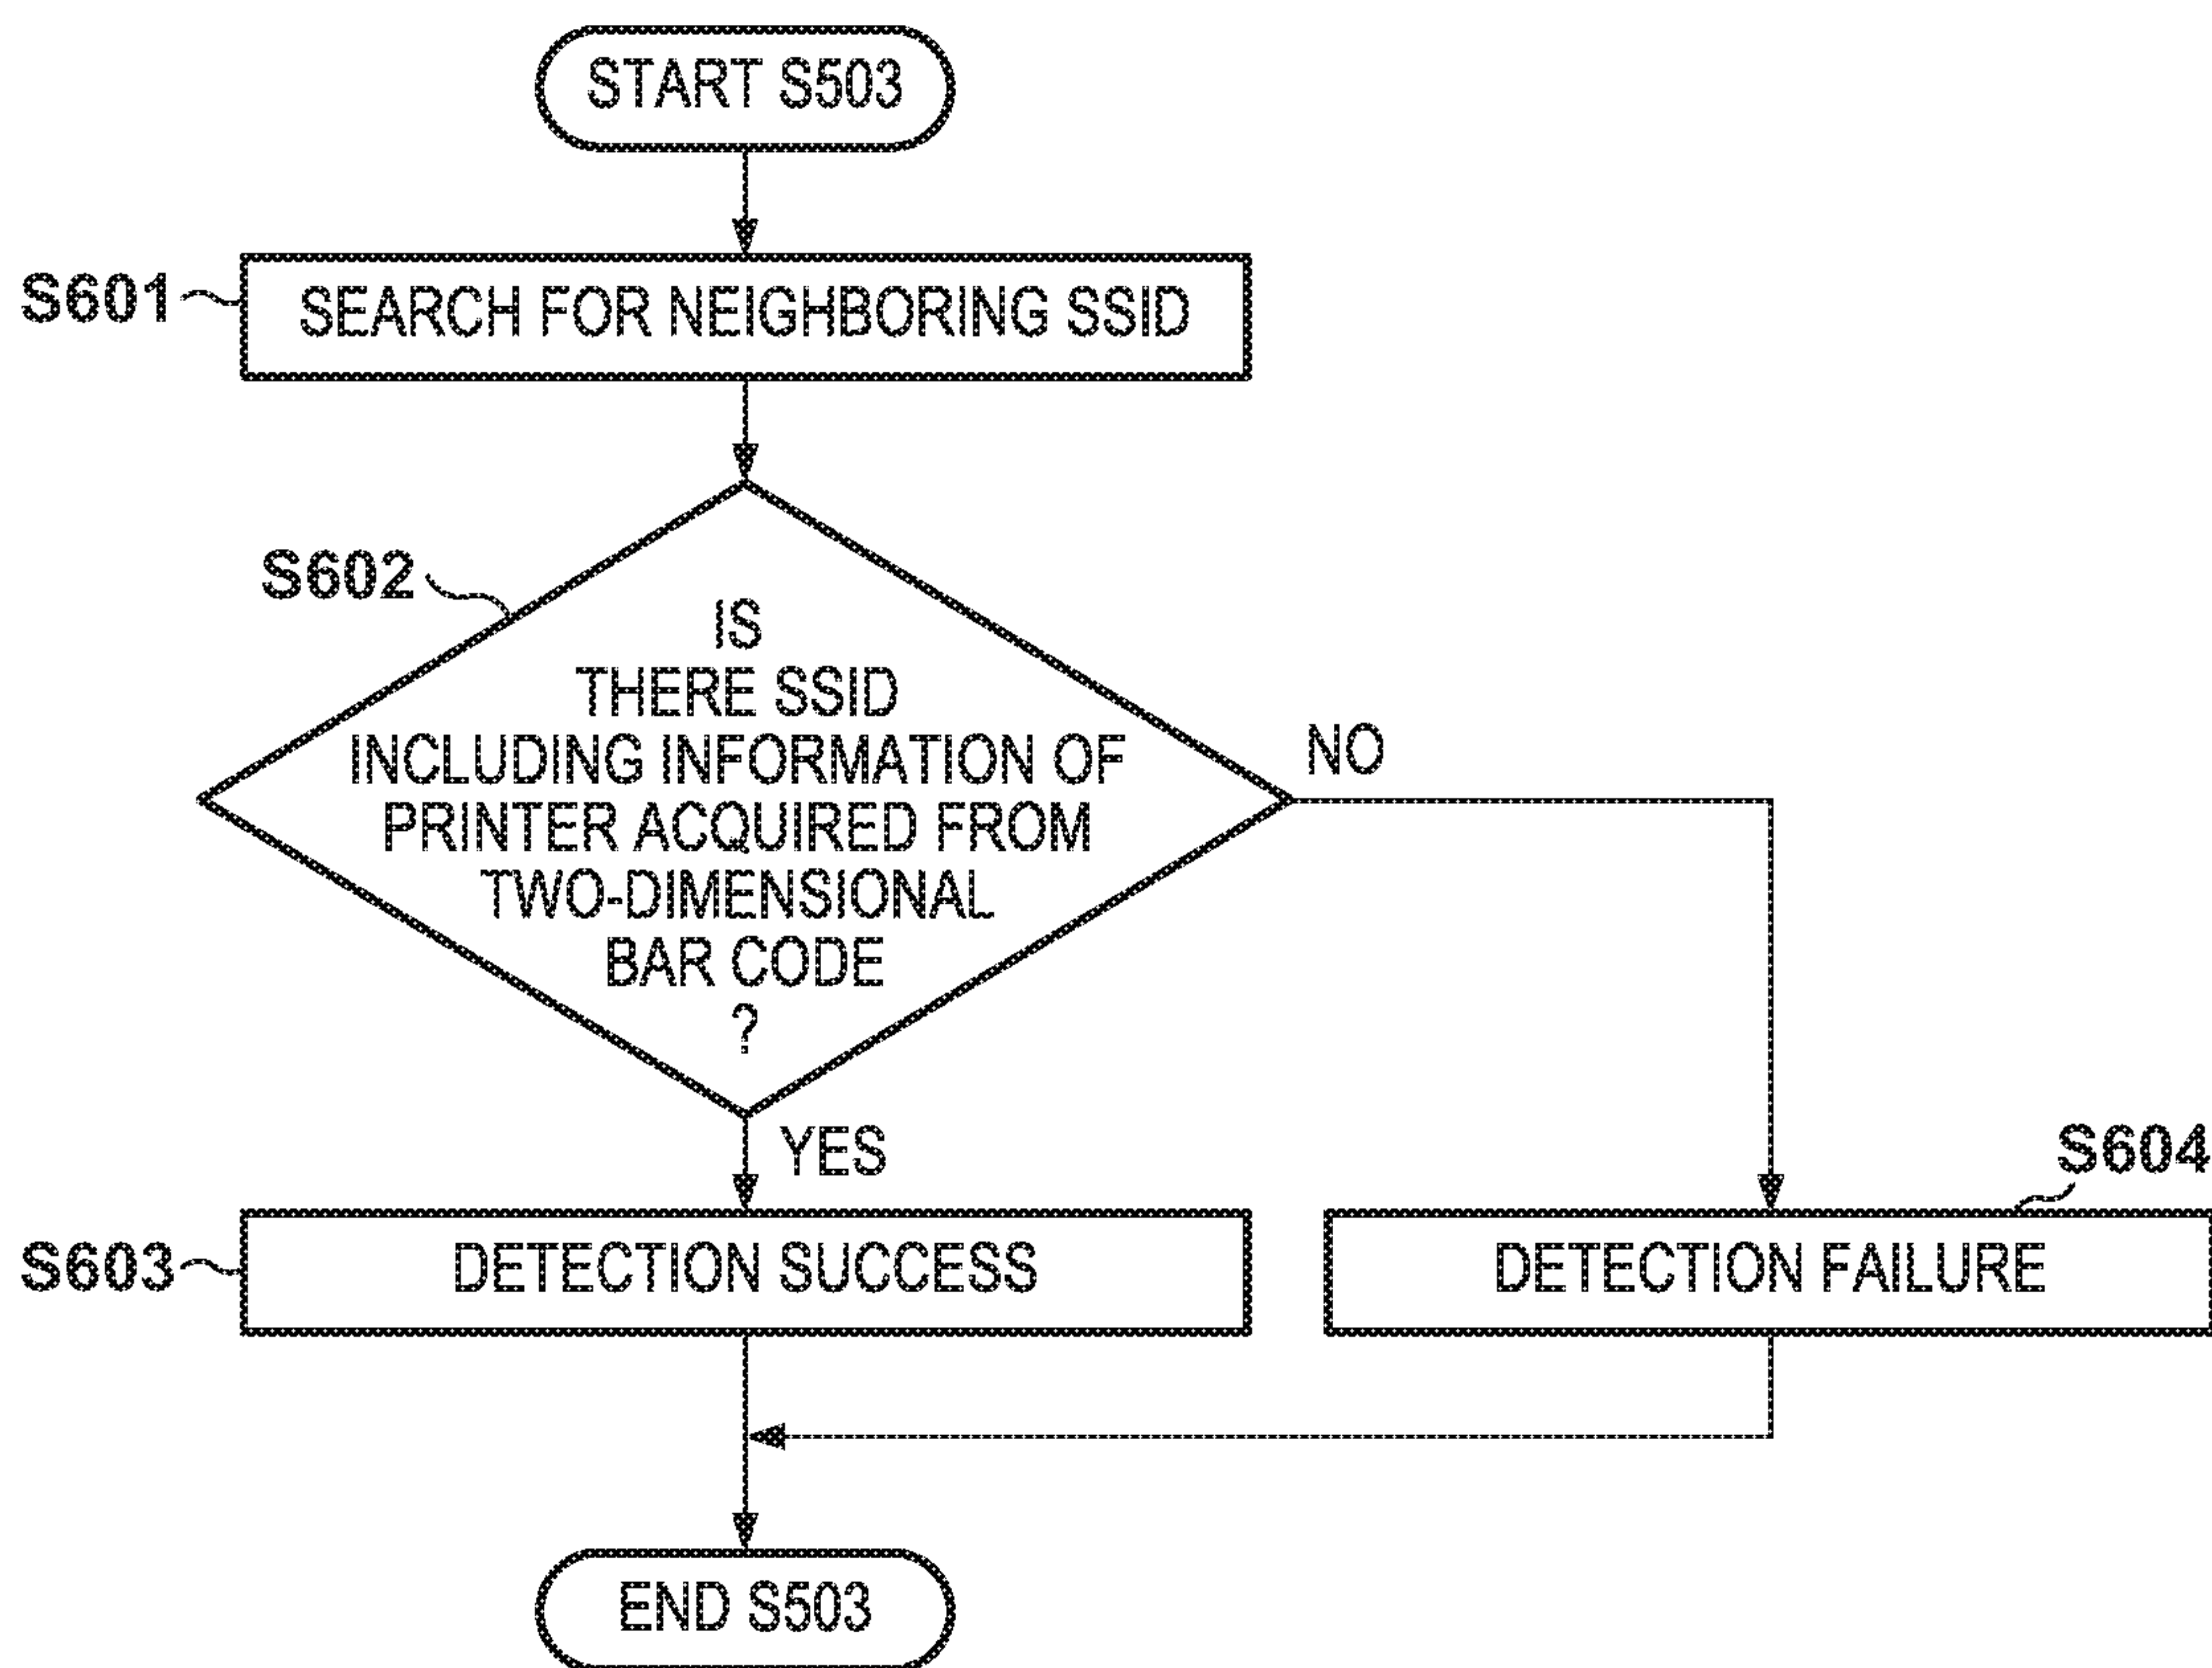 START S503
S601
SEARCH FOR NEIGHBORING SSID
S602
IS
THERE SSID
INCLUDING INFORMATION OF
PRINTER ACQUIRED FROM
TWO-DIMENSIONAL
BAR CODE
?
NO
YES
S603
DETECTION SUCCESS
S604
DETECTION FAILURE
END S503